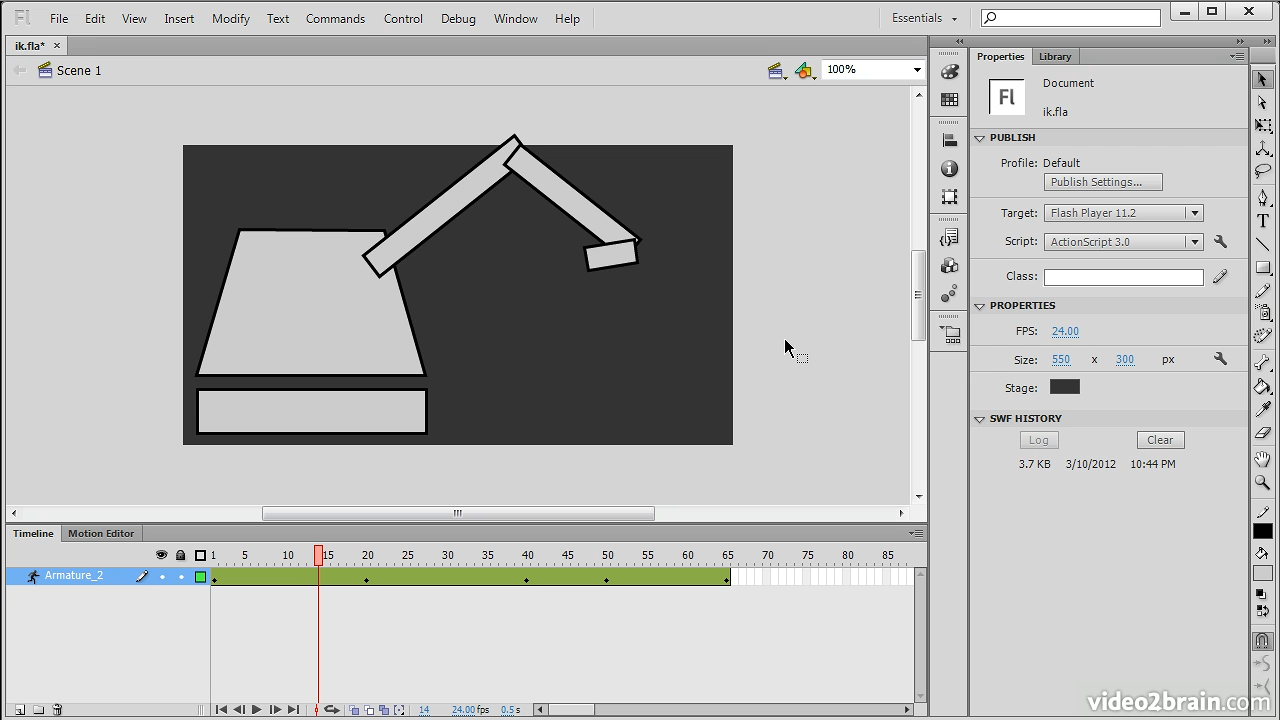 Fl File Edit View Insert Modify Text Commands Control Debug Window Help Essentials
ik.fla* ×
Scene 1 100%
Properties Library
Fl Document
ik.fla
PUBLISH
Profile: Default
Publish Settings...
Target: Flash Player 11.2
Script: ActionScript 3.0
Class:
PROPERTIES
FPS: 24.00
Size: 550 x 300 px
Stage:
SWF HISTORY
Log Clear
3.7 KB 3/10/2012 10:44 PM
Timeline Motion Editor
1 5 10 15 20 25 30 35 40 45 50 55 60 65 70 75 80 85
Armature_2
14 24.00 fps 0.5 s
video2brain.com